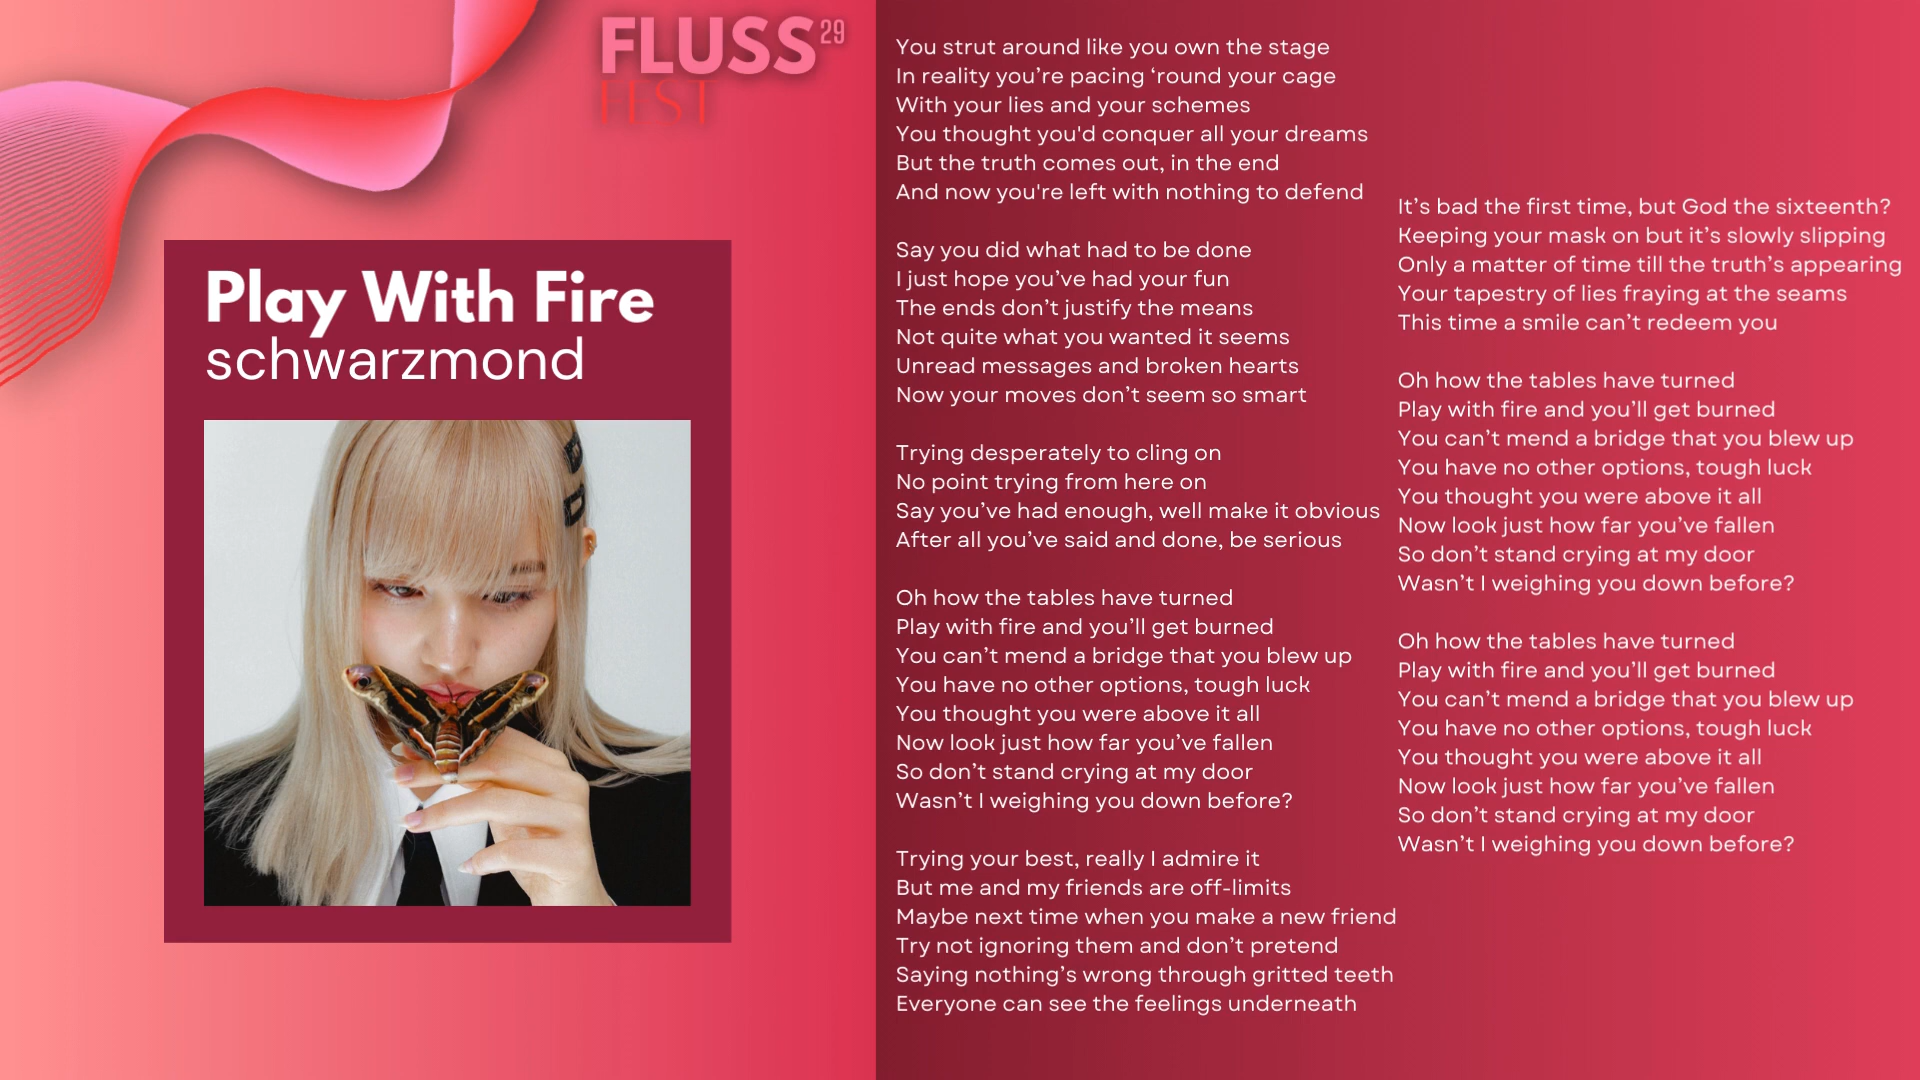 FLUSS 29
FEST
Play With Fire
schwarzmond
You strut around like you own the stage
In reality you’re pacing ‘round your cage
With your lies and your schemes
You thought you'd conquer all your dreams
But the truth comes out, in the end
And now you're left with nothing to defend
Say you did what had to be done
I just hope you’ve had your fun
The ends don’t justify the means
Not quite what you wanted it seems
Unread messages and broken hearts
Now your moves don’t seem so smart
Trying desperately to cling on
No point trying from here on
Say you’ve had enough, well make it obvious
After all you’ve said and done, be serious
Oh how the tables have turned
Play with fire and you’ll get burned
You can’t mend a bridge that you blew up
You have no other options, tough luck
You thought you were above it all
Now look just how far you’ve fallen
So don’t stand crying at my door
Wasn’t I weighing you down before?
Trying your best, really I admire it
But me and my friends are off-limits
Maybe next time when you make a new friend
Try not ignoring them and don’t pretend
Saying nothing’s wrong through gritted teeth
Everyone can see the feelings underneath
It’s bad the first time, but God the sixteenth?
Keeping your mask on but it’s slowly slipping
Only a matter of time till the truth’s appearing
Your tapestry of lies fraying at the seams
This time a smile can’t redeem you
Oh how the tables have turned
Play with fire and you’ll get burned
You can’t mend a bridge that you blew up
You have no other options, tough luck
You thought you were above it all
Now look just how far you’ve fallen
So don’t stand crying at my door
Wasn’t I weighing you down before?
Oh how the tables have turned
Play with fire and you’ll get burned
You can’t mend a bridge that you blew up
You have no other options, tough luck
You thought you were above it all
Now look just how far you’ve fallen
So don’t stand crying at my door
Wasn’t I weighing you down before?